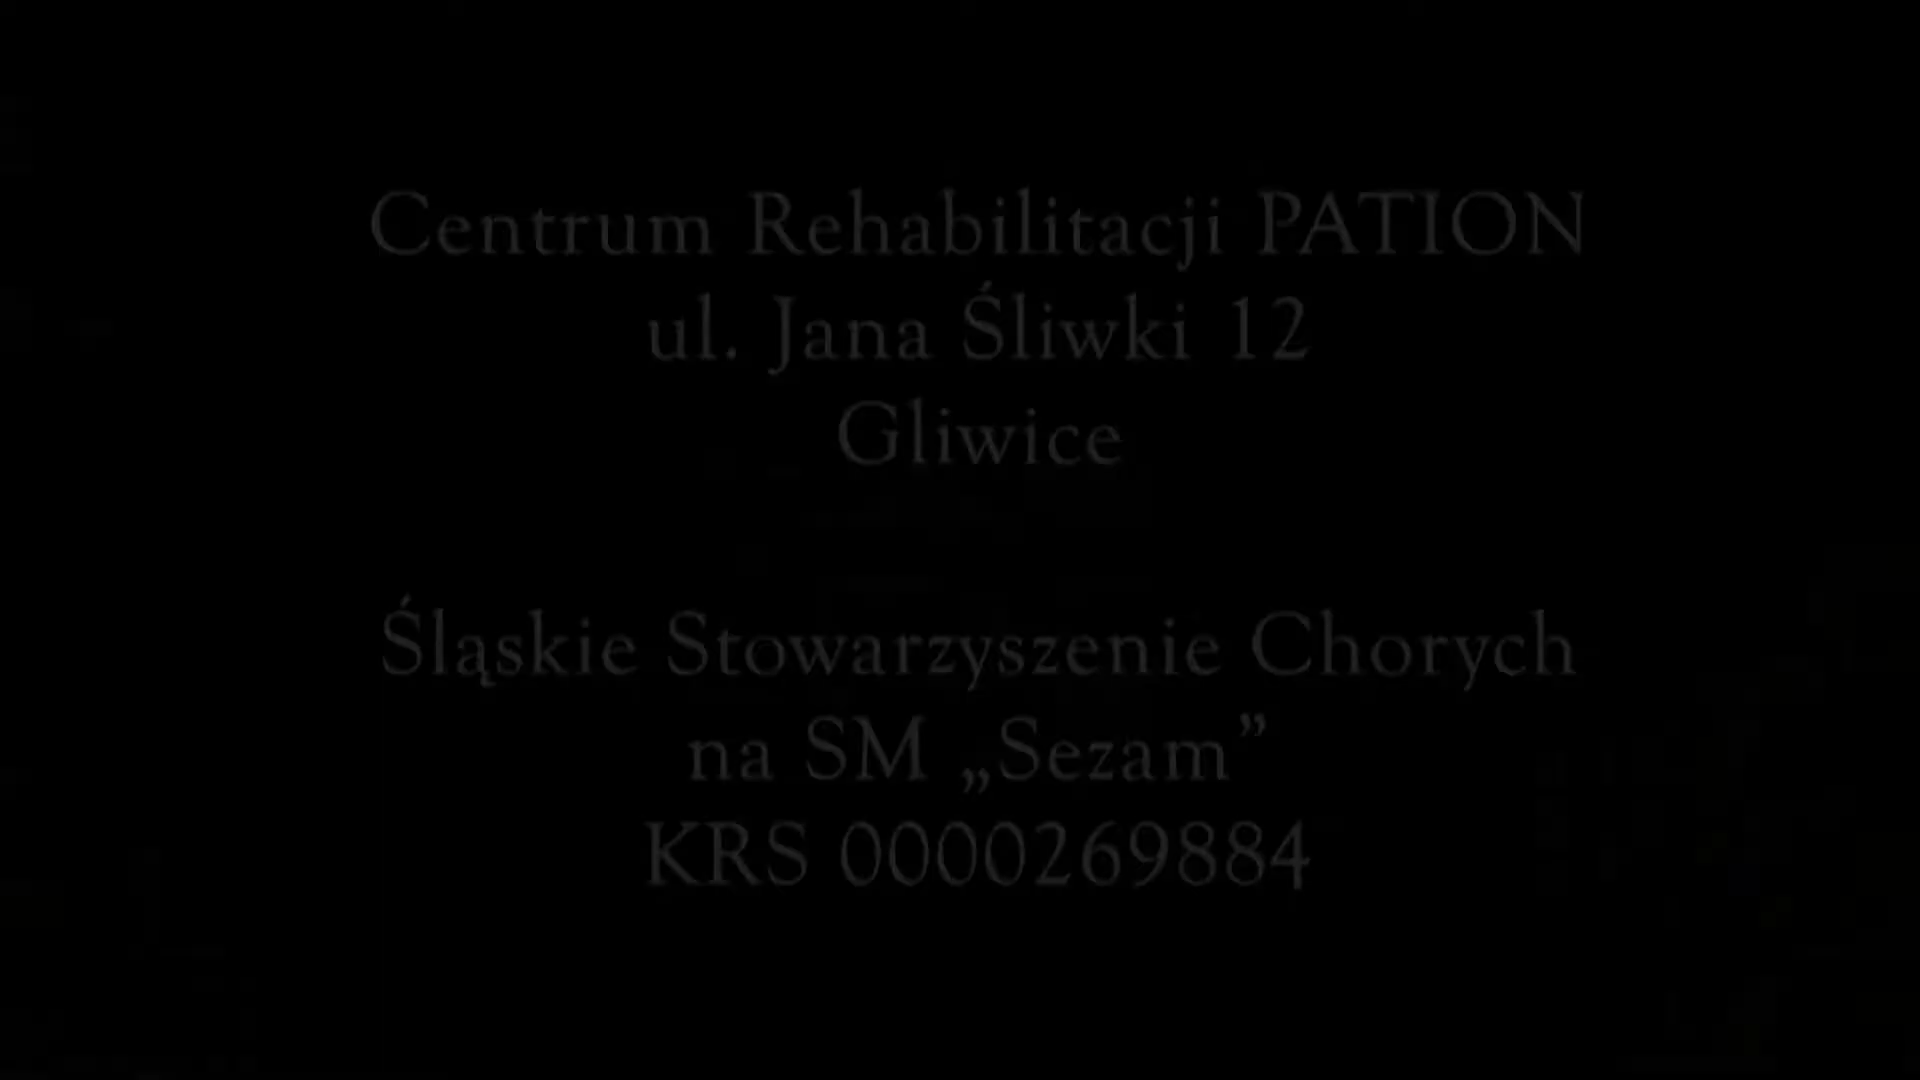 Centrum Rehabilitacji PATION
ul. Jana Śliwki 12
Gliwice
Śląskie Stowarzyszenie Chorych
na SM „Sezam”
KRS 0000269884